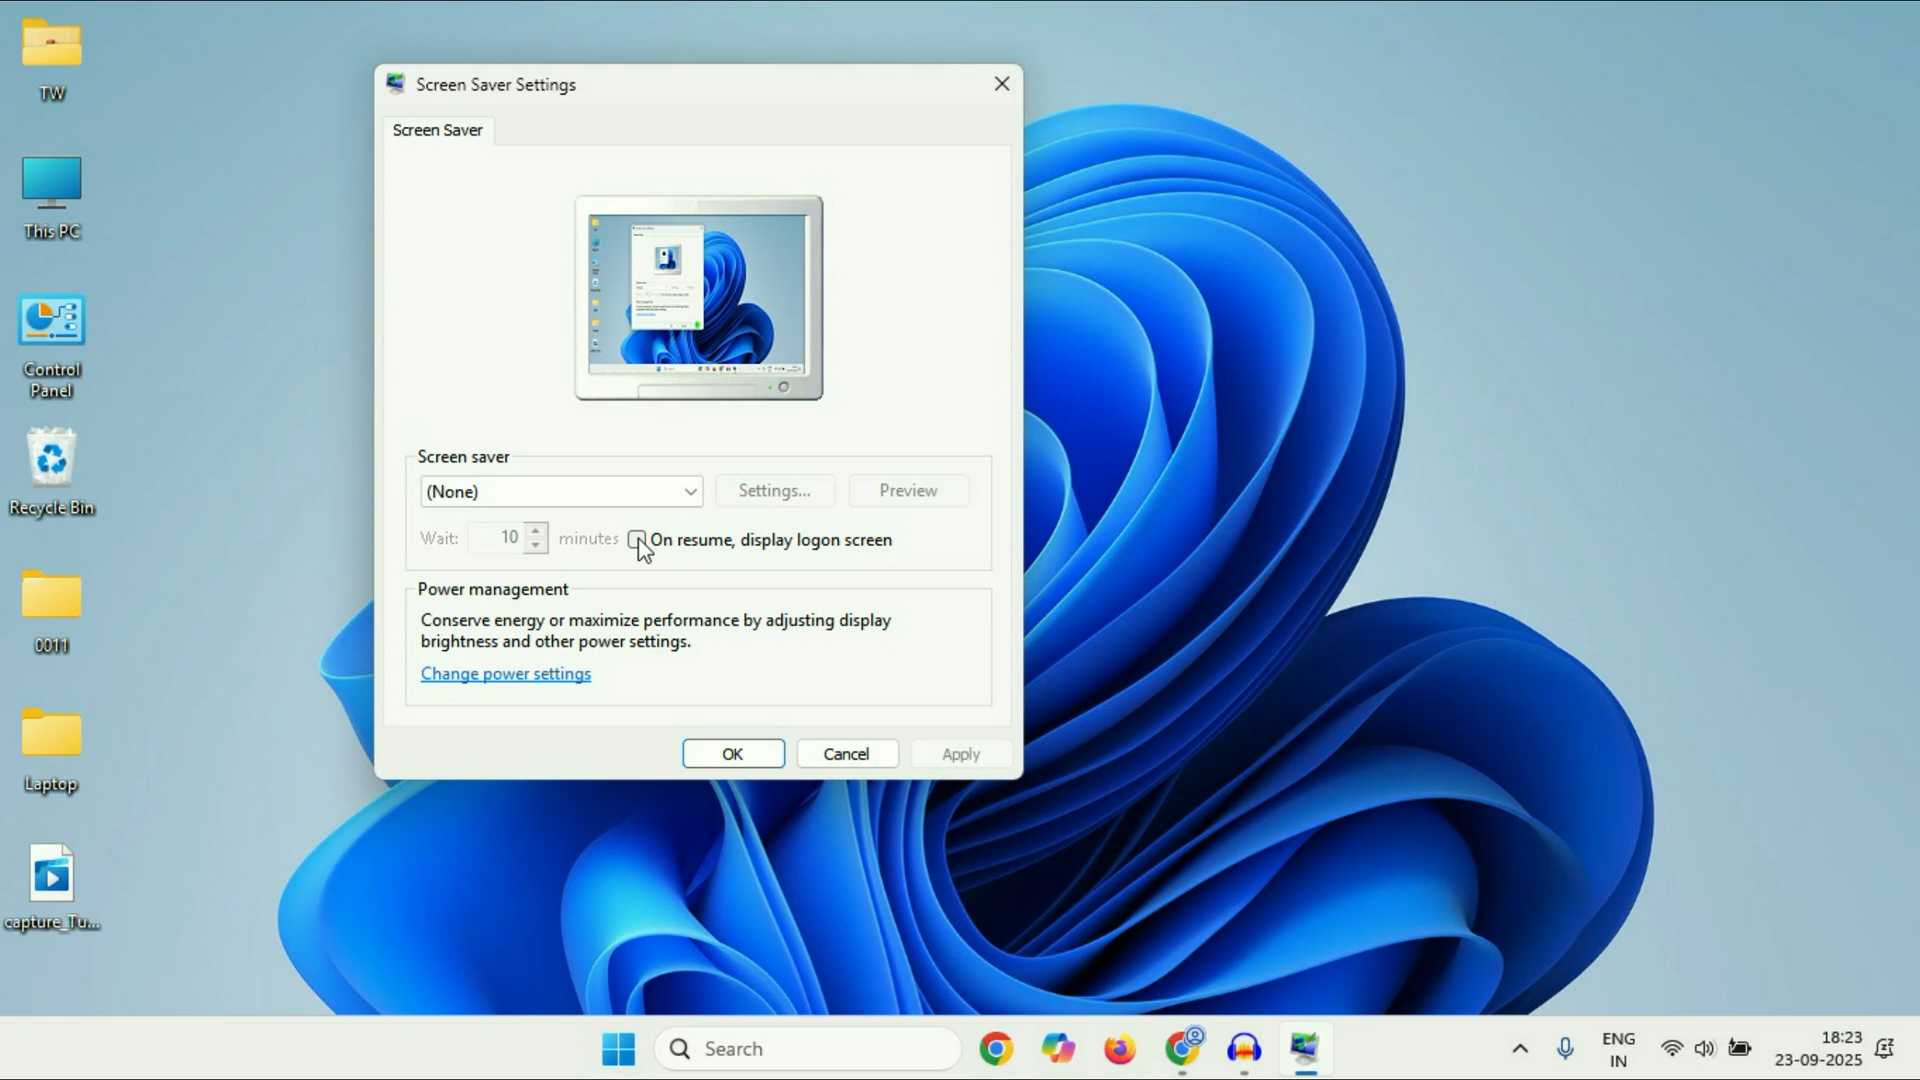 TW
This PC
Control
Panel
Recycle Bin
0011
Laptop
capture_Tu...
Screen Saver Settings
Screen Saver
Screen saver
(None)
Settings...
Preview
Wait:
10
minutes
On resume, display logon screen
Power management
Conserve energy or maximize performance by adjusting display
brightness and other power settings.
Change power settings
OK
Cancel
Apply
Search
ENG
IN
18:23
23-09-2025